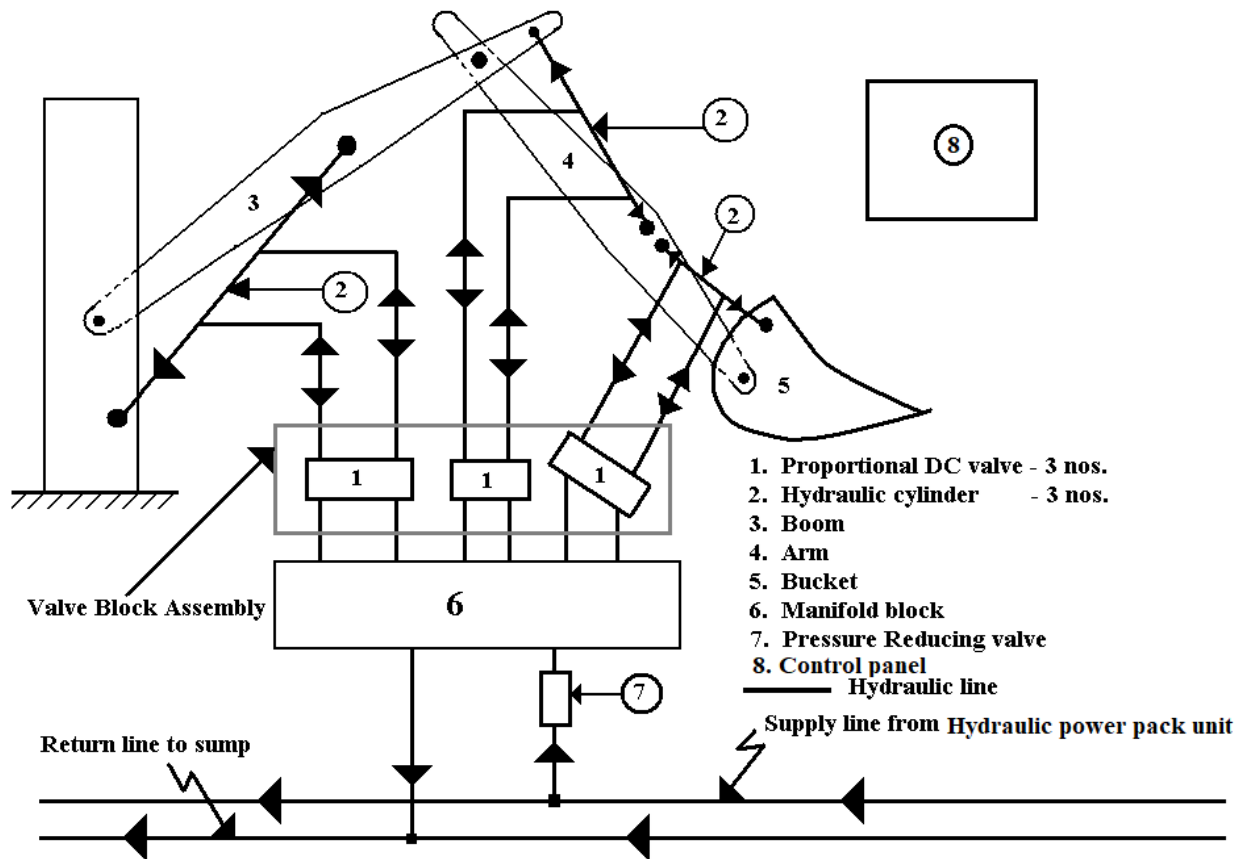 2
8
4
2
3
2
5
1
1
1
1. Proportional DC valve - 3 nos.
2. Hydraulic cylinder - 3 nos.
3. Boom
4. Arm
5. Bucket
6. Manifold block
7. Pressure Reducing valve
8. Control panel
Hydraulic line
Valve Block Assembly
6
7
Supply line from Hydraulic power pack unit
Return line to sump